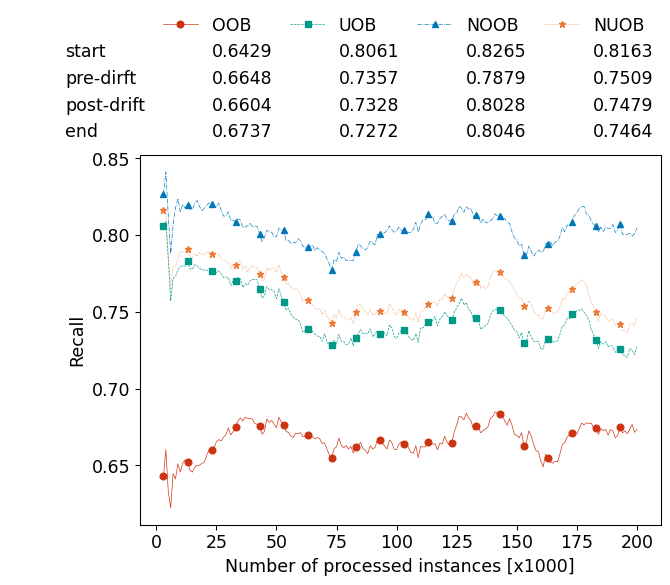 OOB UOB NOOB NUOB
start 0.6429 0.8061 0.8265 0.8163
pre-dirft 0.6648 0.7357 0.7879 0.7509
post-drift 0.6604 0.7328 0.8028 0.7479
end 0.6737 0.7272 0.8046 0.7464
0.85
0.80
0.75
0.70
0.65
Recall
0 25 50 75 100 125 150 175 200
Number of processed instances [x1000]